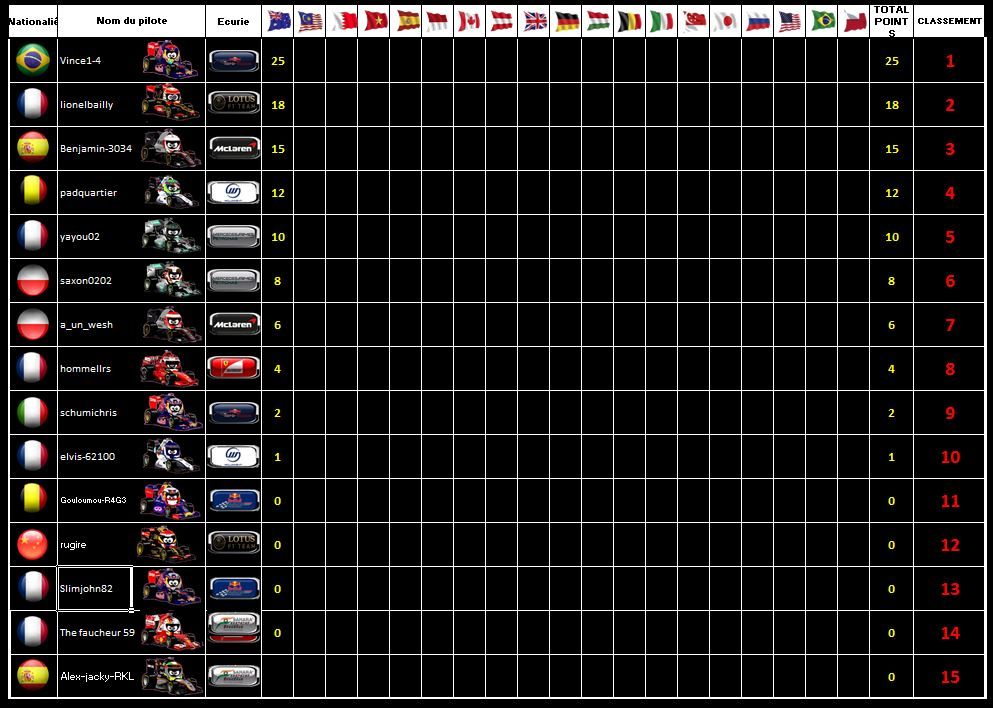 Nationalié Nom du pilote Ecurie TOTAL POINT S CLASSEMENT
Vince1-4 25 25 1
lionelbailly LOTUS F1 TEAM 18 18 2
Benjamin-3034 McLaren 15 15 3
padquartier 12 12 4
yayou02 10 10 5
saxon0202 8 8 6
a_un_wesh McLaren 6 6 7
hommellrs 4 4 8
schumichris 2 2 9
elvis-62100 1 1 10
Gouloumou-R4G3 0 0 11
rugire LOTUS F1 TEAM 0 0 12
Slimjohn82 0 0 13
The faucheur 59 SAHARA 0 0 14
Alex-jacky-RKL SAHARA 0 15